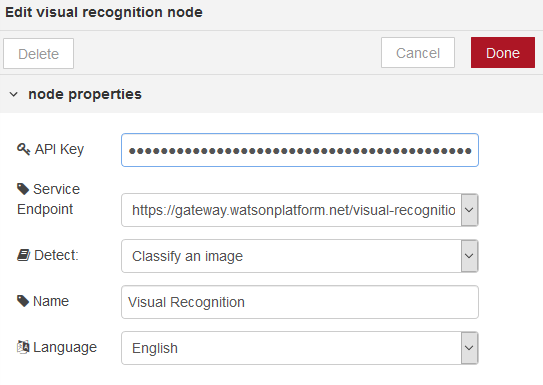 Edit visual recognition node
Delete
Cancel
Done
node properties
API Key
Service
Endpoint
https://gateway.watsonplatform.net/visual-recognitio
Detect:
Classify an image
Name
Visual Recognition
Language
English